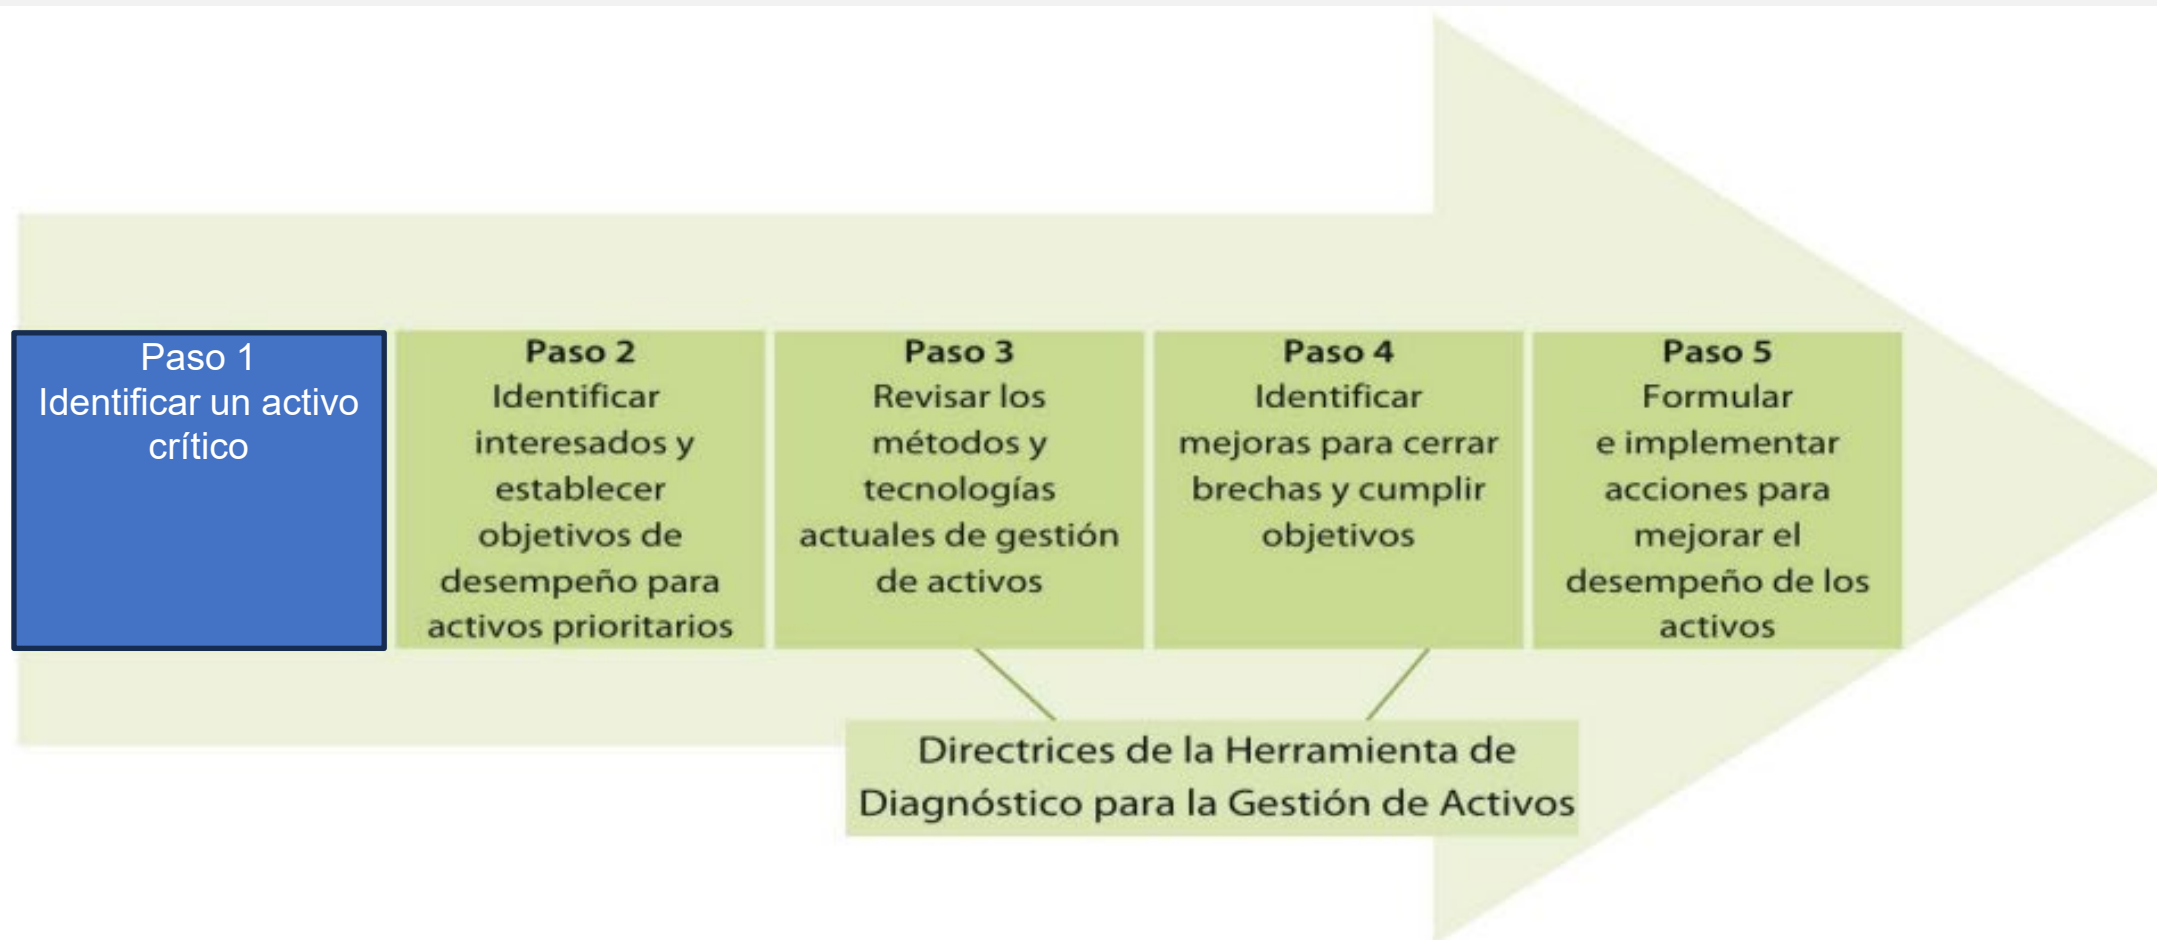 Paso 1
Identificar un activo
crítico
Paso 2
Identificar
interesados y
establecer
objetivos de
desempeño para
activos prioritarios
Paso 3
Revisar los
métodos y
tecnologías
actuales de gestión
de activos
Paso 4
Identificar
mejoras para cerrar
brechas y cumplir
objetivos
Paso 5
Formular
e implementar
acciones para
mejorar el
desempeño de los
activos
Directrices de la Herramienta de
Diagnóstico para la Gestión de Activos